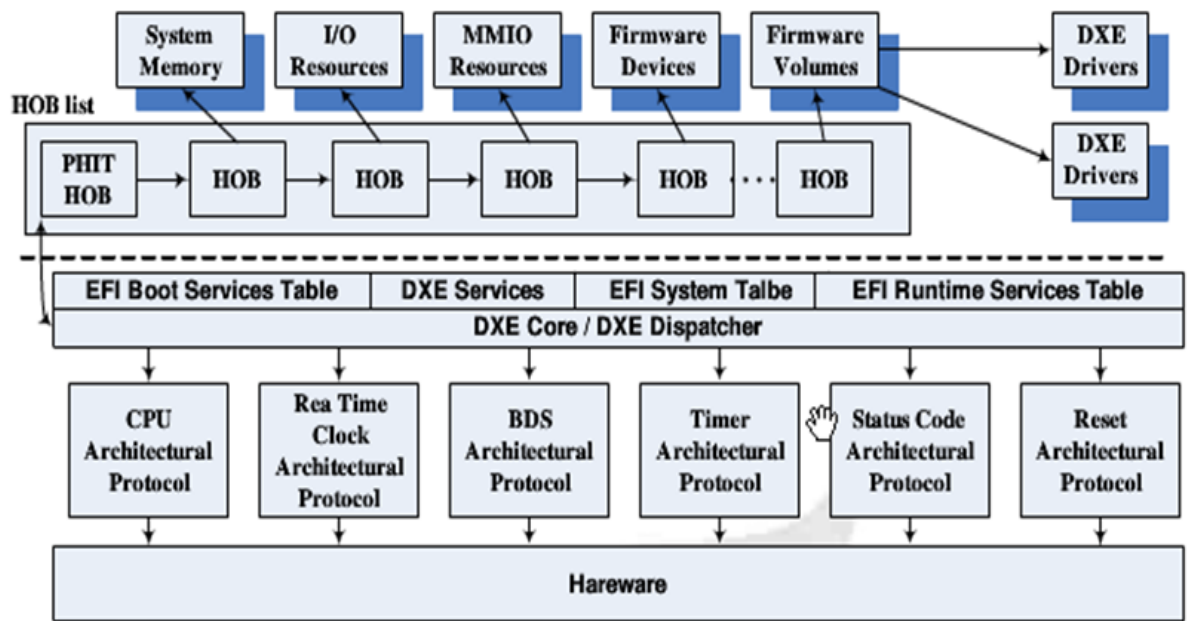 System
Memory
I/O
Resources
MMIO
Resources
Firmware
Devices
Firmware
Volumes
DXE
Drivers
HOB list
DXE
Drivers
PHIT
HOB
HOB
HOB
HOB
HOB
HOB
EFI Boot Services Table
DXE Services
EFI System Talbe
EFI Runtime Services Table
DXE Core / DXE Dispatcher
CPU
Architectural
Protocol
Rea Time
Clock
Architectural
Protocol
BDS
Architectural
Protocol
Timer
Architectural
Protocol
Status Code
Architectural
Protocol
Reset
Architectural
Protocol
Hareware